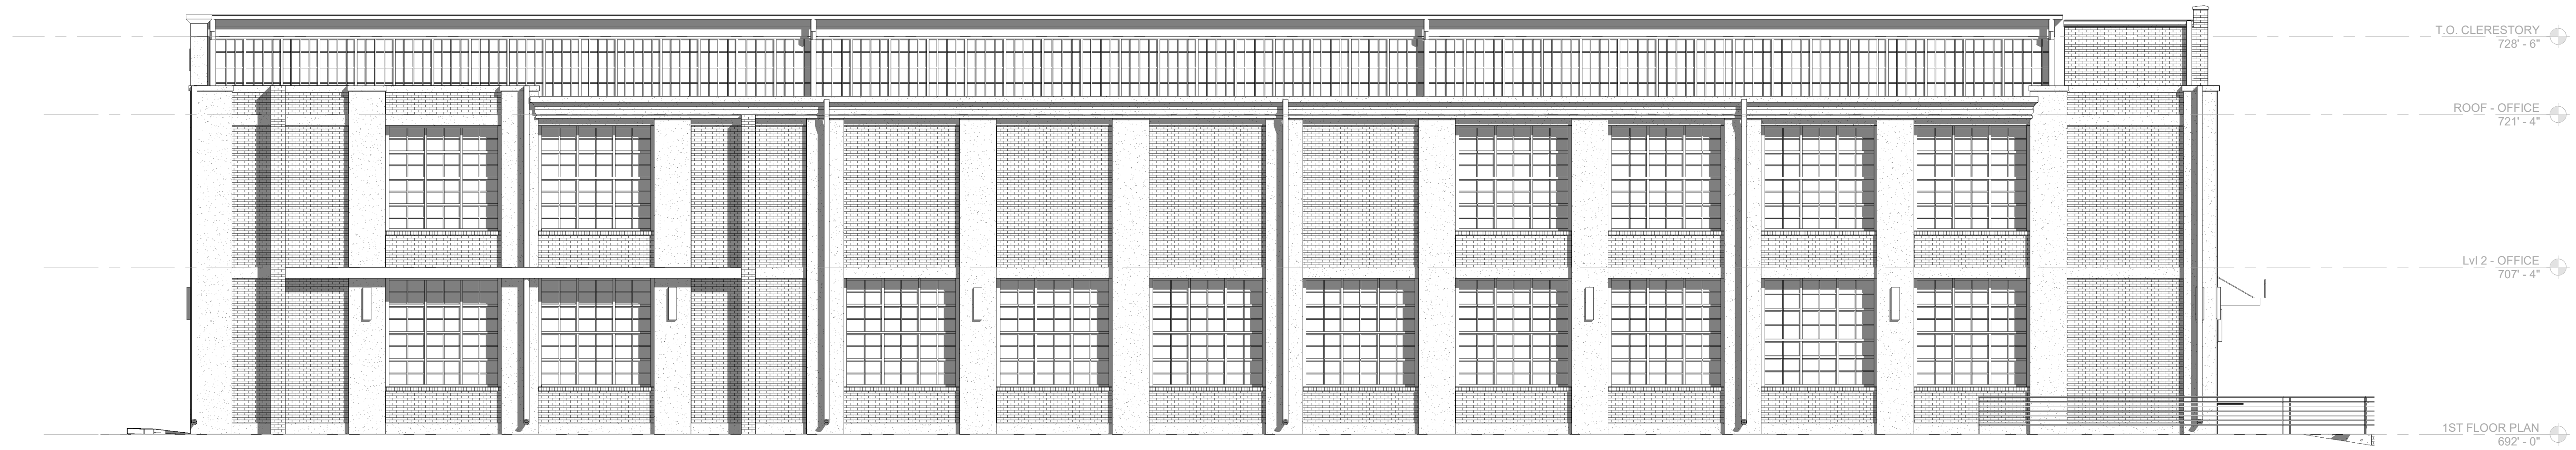 T.O. CLERESTORY
728' - 6"
ROOF - OFFICE
721' - 4"
Lvl 2 - OFFICE
707' - 4"
1ST FLOOR PLAN
692' - 0"